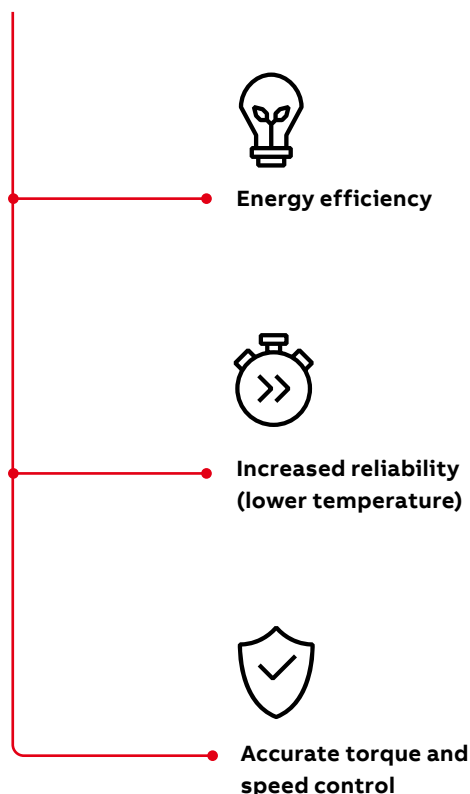 Energy efficiency
Increased reliability
(lower temperature)
Accurate torque and
speed control